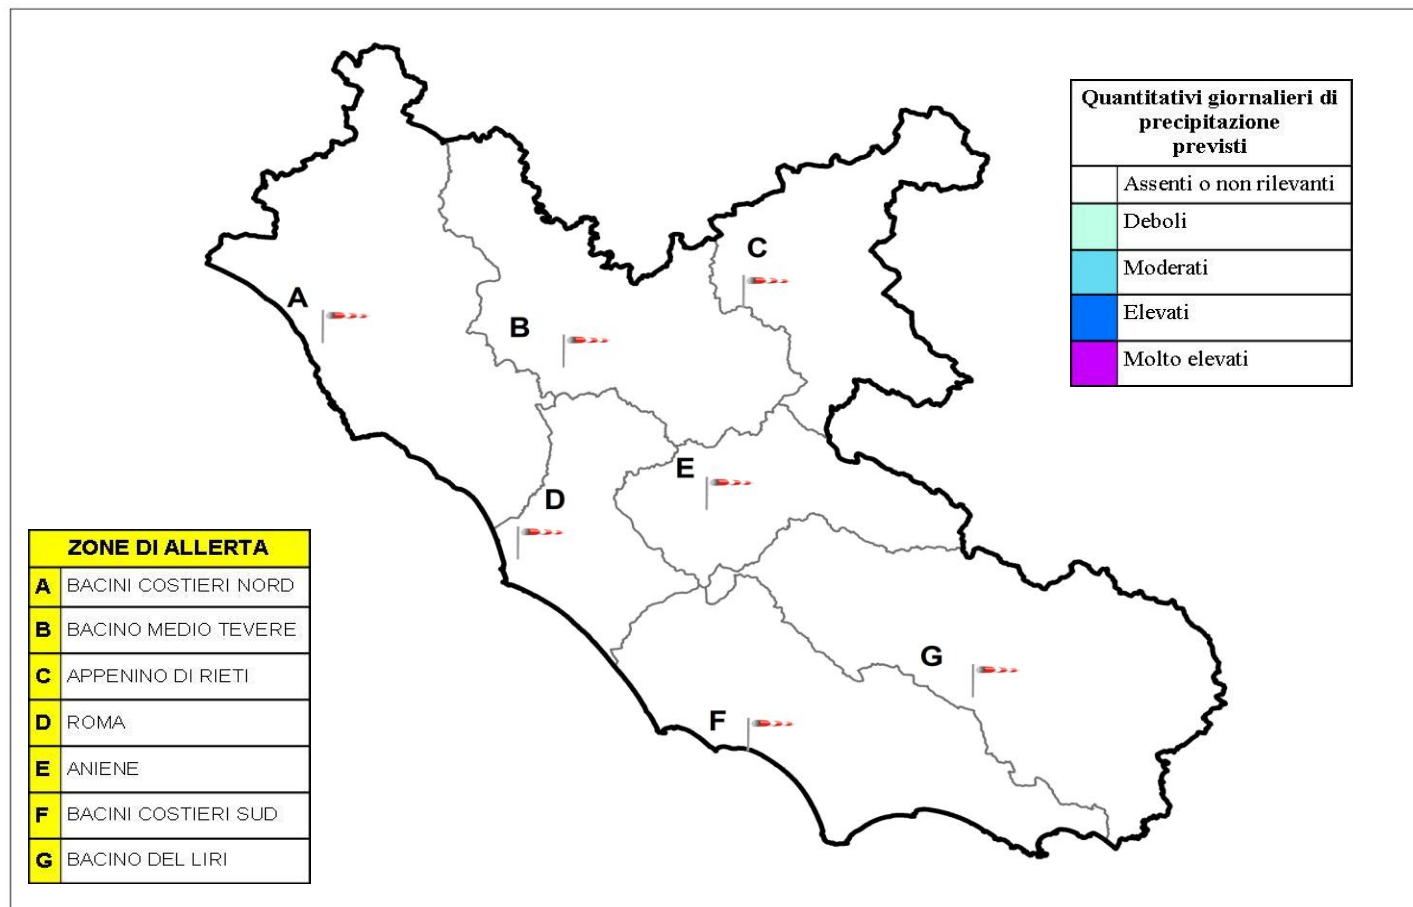 Quantitativi giornalieri di
precipitazione
previsti
Assenti o non rilevanti
Deboli
Moderati
Elevati
Molto elevati
C
A
B
E
D
G
F
ZONE DI ALLERTA
A BACINI COSTIERI NORD
B BACINO MEDIO TEVERE
C APPENINO DI RIETI
D ROMA
E ANIENE
F BACINI COSTIERI SUD
G BACINO DEL LIRI